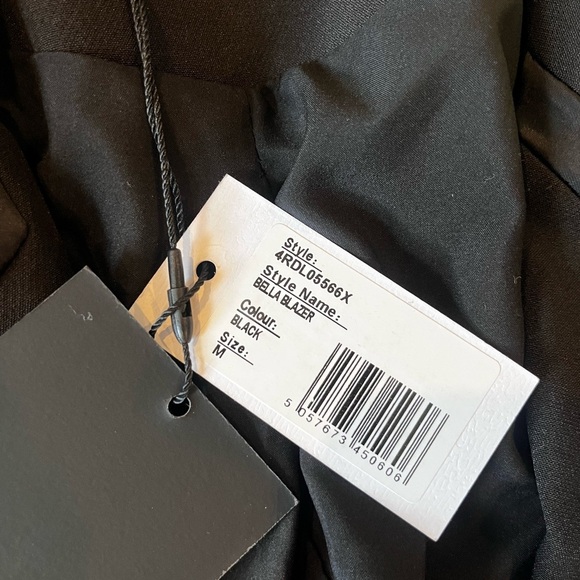 Style:
4RDL05566X
Style Name:
BELLA BLAZER
Colour:
BLACK
Size:
M
5 057673 450606